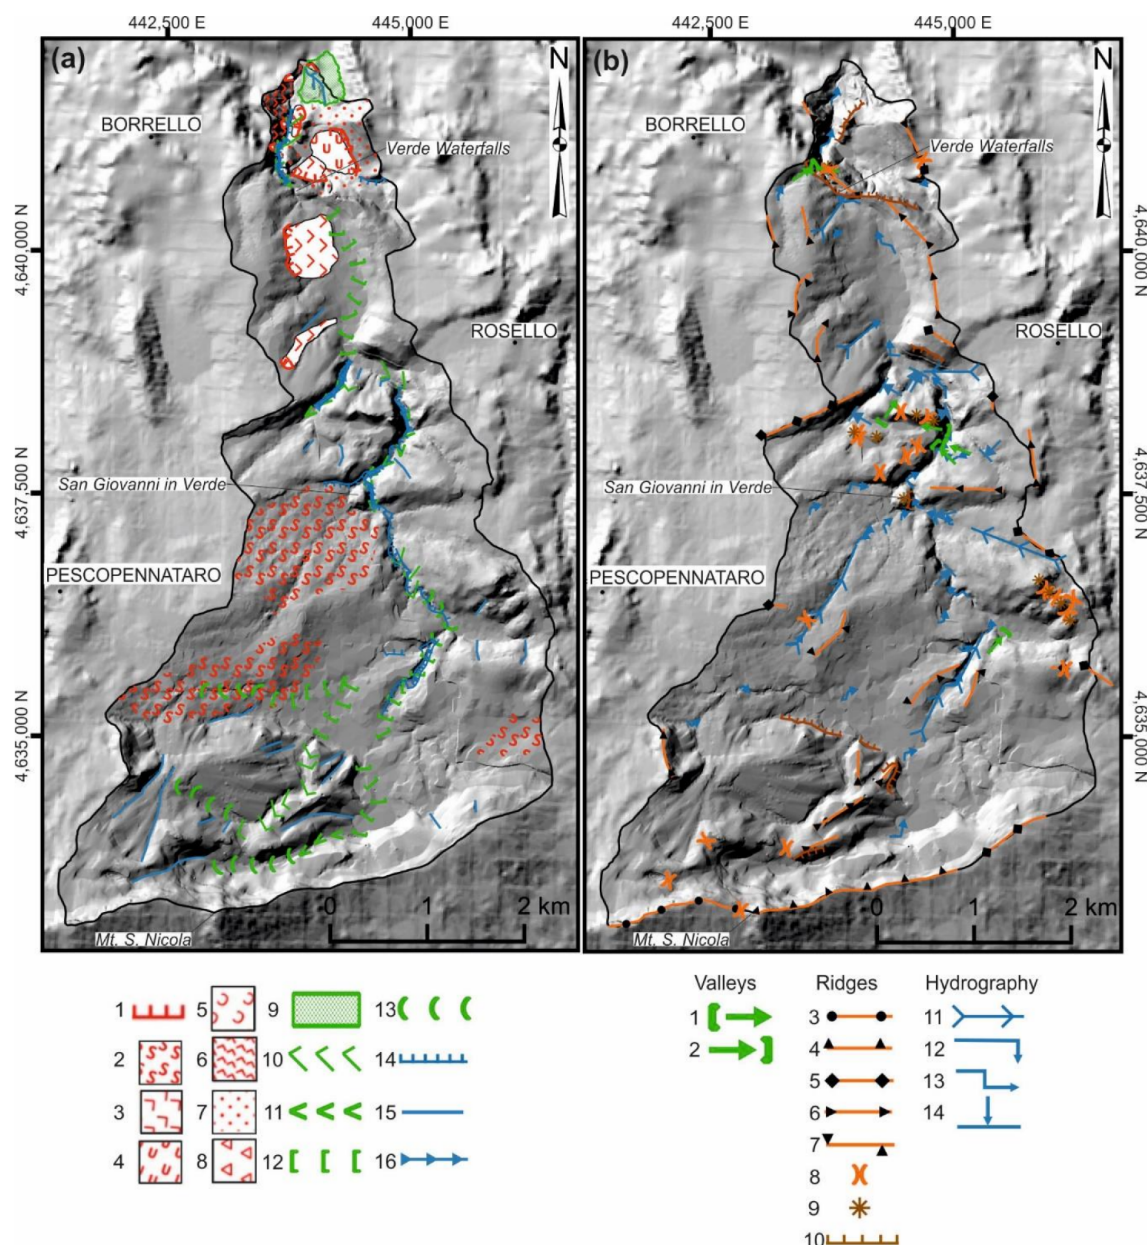 442,500 E
445,000 E
442,500 E
445,000 E
(a)
N
BORRELLO
Verde Waterfalls
4,640,000 N
ROSELLO
San Giovanni in Verde
4,637,500 N
PESCOPENNATARO
4,635,000 N
0 1 2 km
Mt. S. Nicola
(b)
N
BORRELLO
Verde Waterfalls
4,640,000 N
ROSELLO
San Giovanni in Verde
4,637,500 N
PESCOPENNATARO
4,635,000 N
0 1 2 km
Mt. S. Nicola
1
2
3
4
5
6
7
8
9
10
11
12
13
14
15
16
Valleys
1
2
Ridges
3
4
5
6
7
8
9
10
Hydrography
11
12
13
14